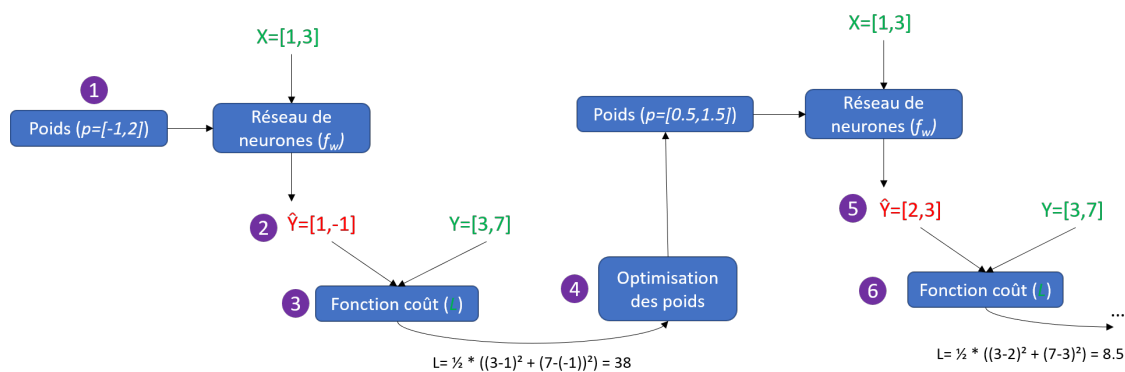 X=[1,3]
1
Poids (p=[-1,2])
Réseau de
neurones (f_w)
2
Ŷ=[1,-1]
Y=[3,7]
3
Fonction coût (L)
L= ½ * ((3-1)² + (7-(-1))²) = 38
4
Optimisation
des poids
Poids (p=[0.5,1.5])
X=[1,3]
Réseau de
neurones (f_w)
5
Ŷ=[2,3]
Y=[3,7]
6
Fonction coût (L)
...
L= ½ * ((3-2)² + (7-3)²) = 8.5